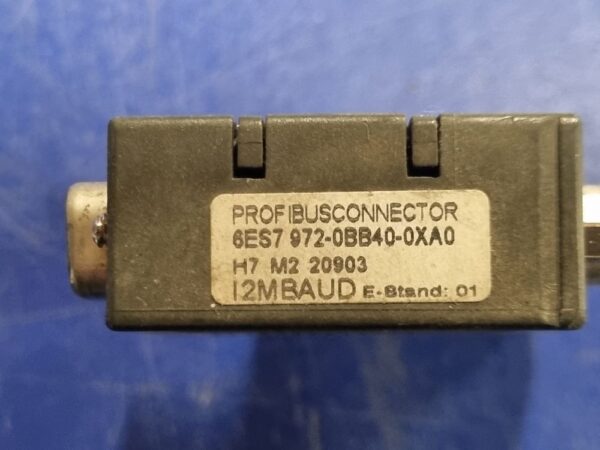 PROFIBUSCONNECTOR
6ES7 972-0BB40-0XA0
H7 M2 20903
12MBAUD E-Stand: 01